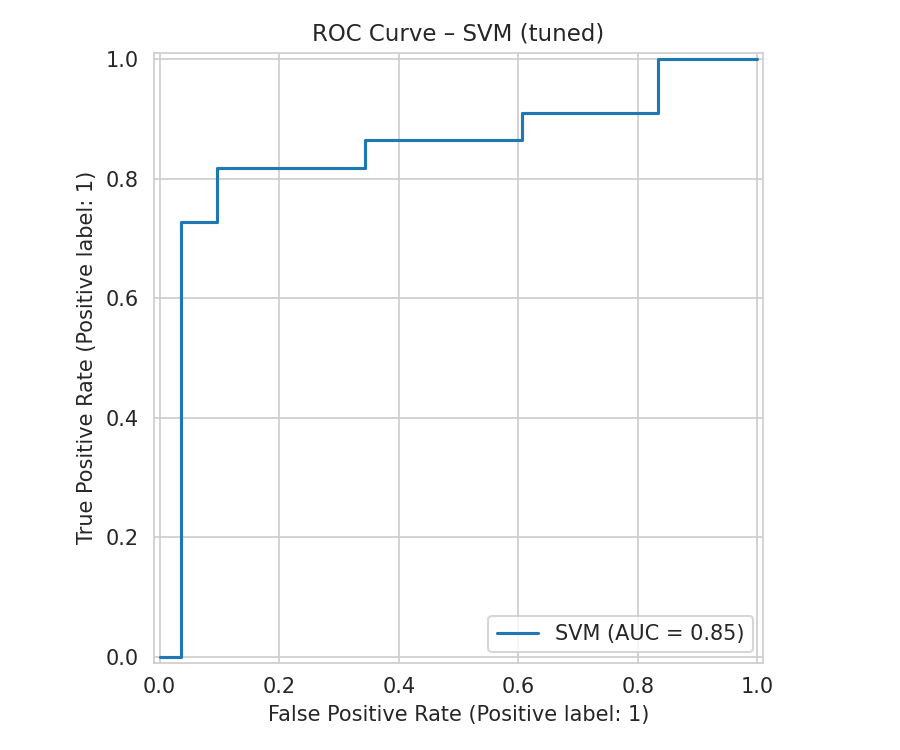 ROC Curve – SVM (tuned)
True Positive Rate (Positive label: 1)
1.0
0.8
0.6
0.4
0.2
0.0
SVM (AUC = 0.85)
0.0 0.2 0.4 0.6 0.8 1.0
False Positive Rate (Positive label: 1)